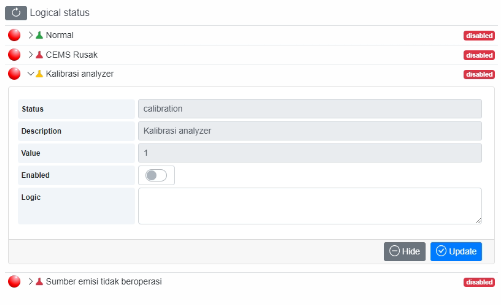 Logical status
Normal disabled
CEMS Rusak disabled
Kalibrasi analyzer disabled
Status calibration
Description Kalibrasi analyzer
Value 1
Enabled
Logic
Hide Update
Sumber emisi tidak beroperasi disabled